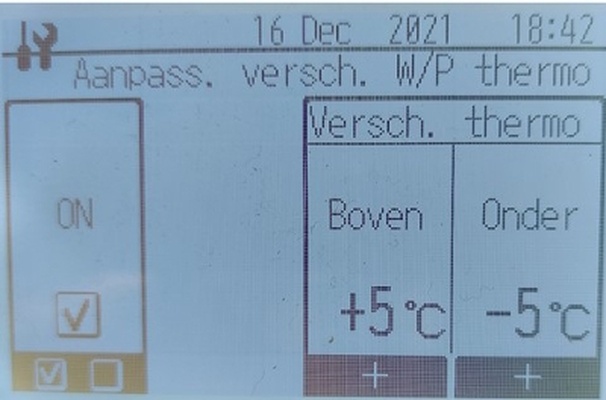 16 Dec 2021 18:42
Aanpass. versch. W/P thermo
Versch. thermo
ON Boven Onder
+5°C -5°C
+ +